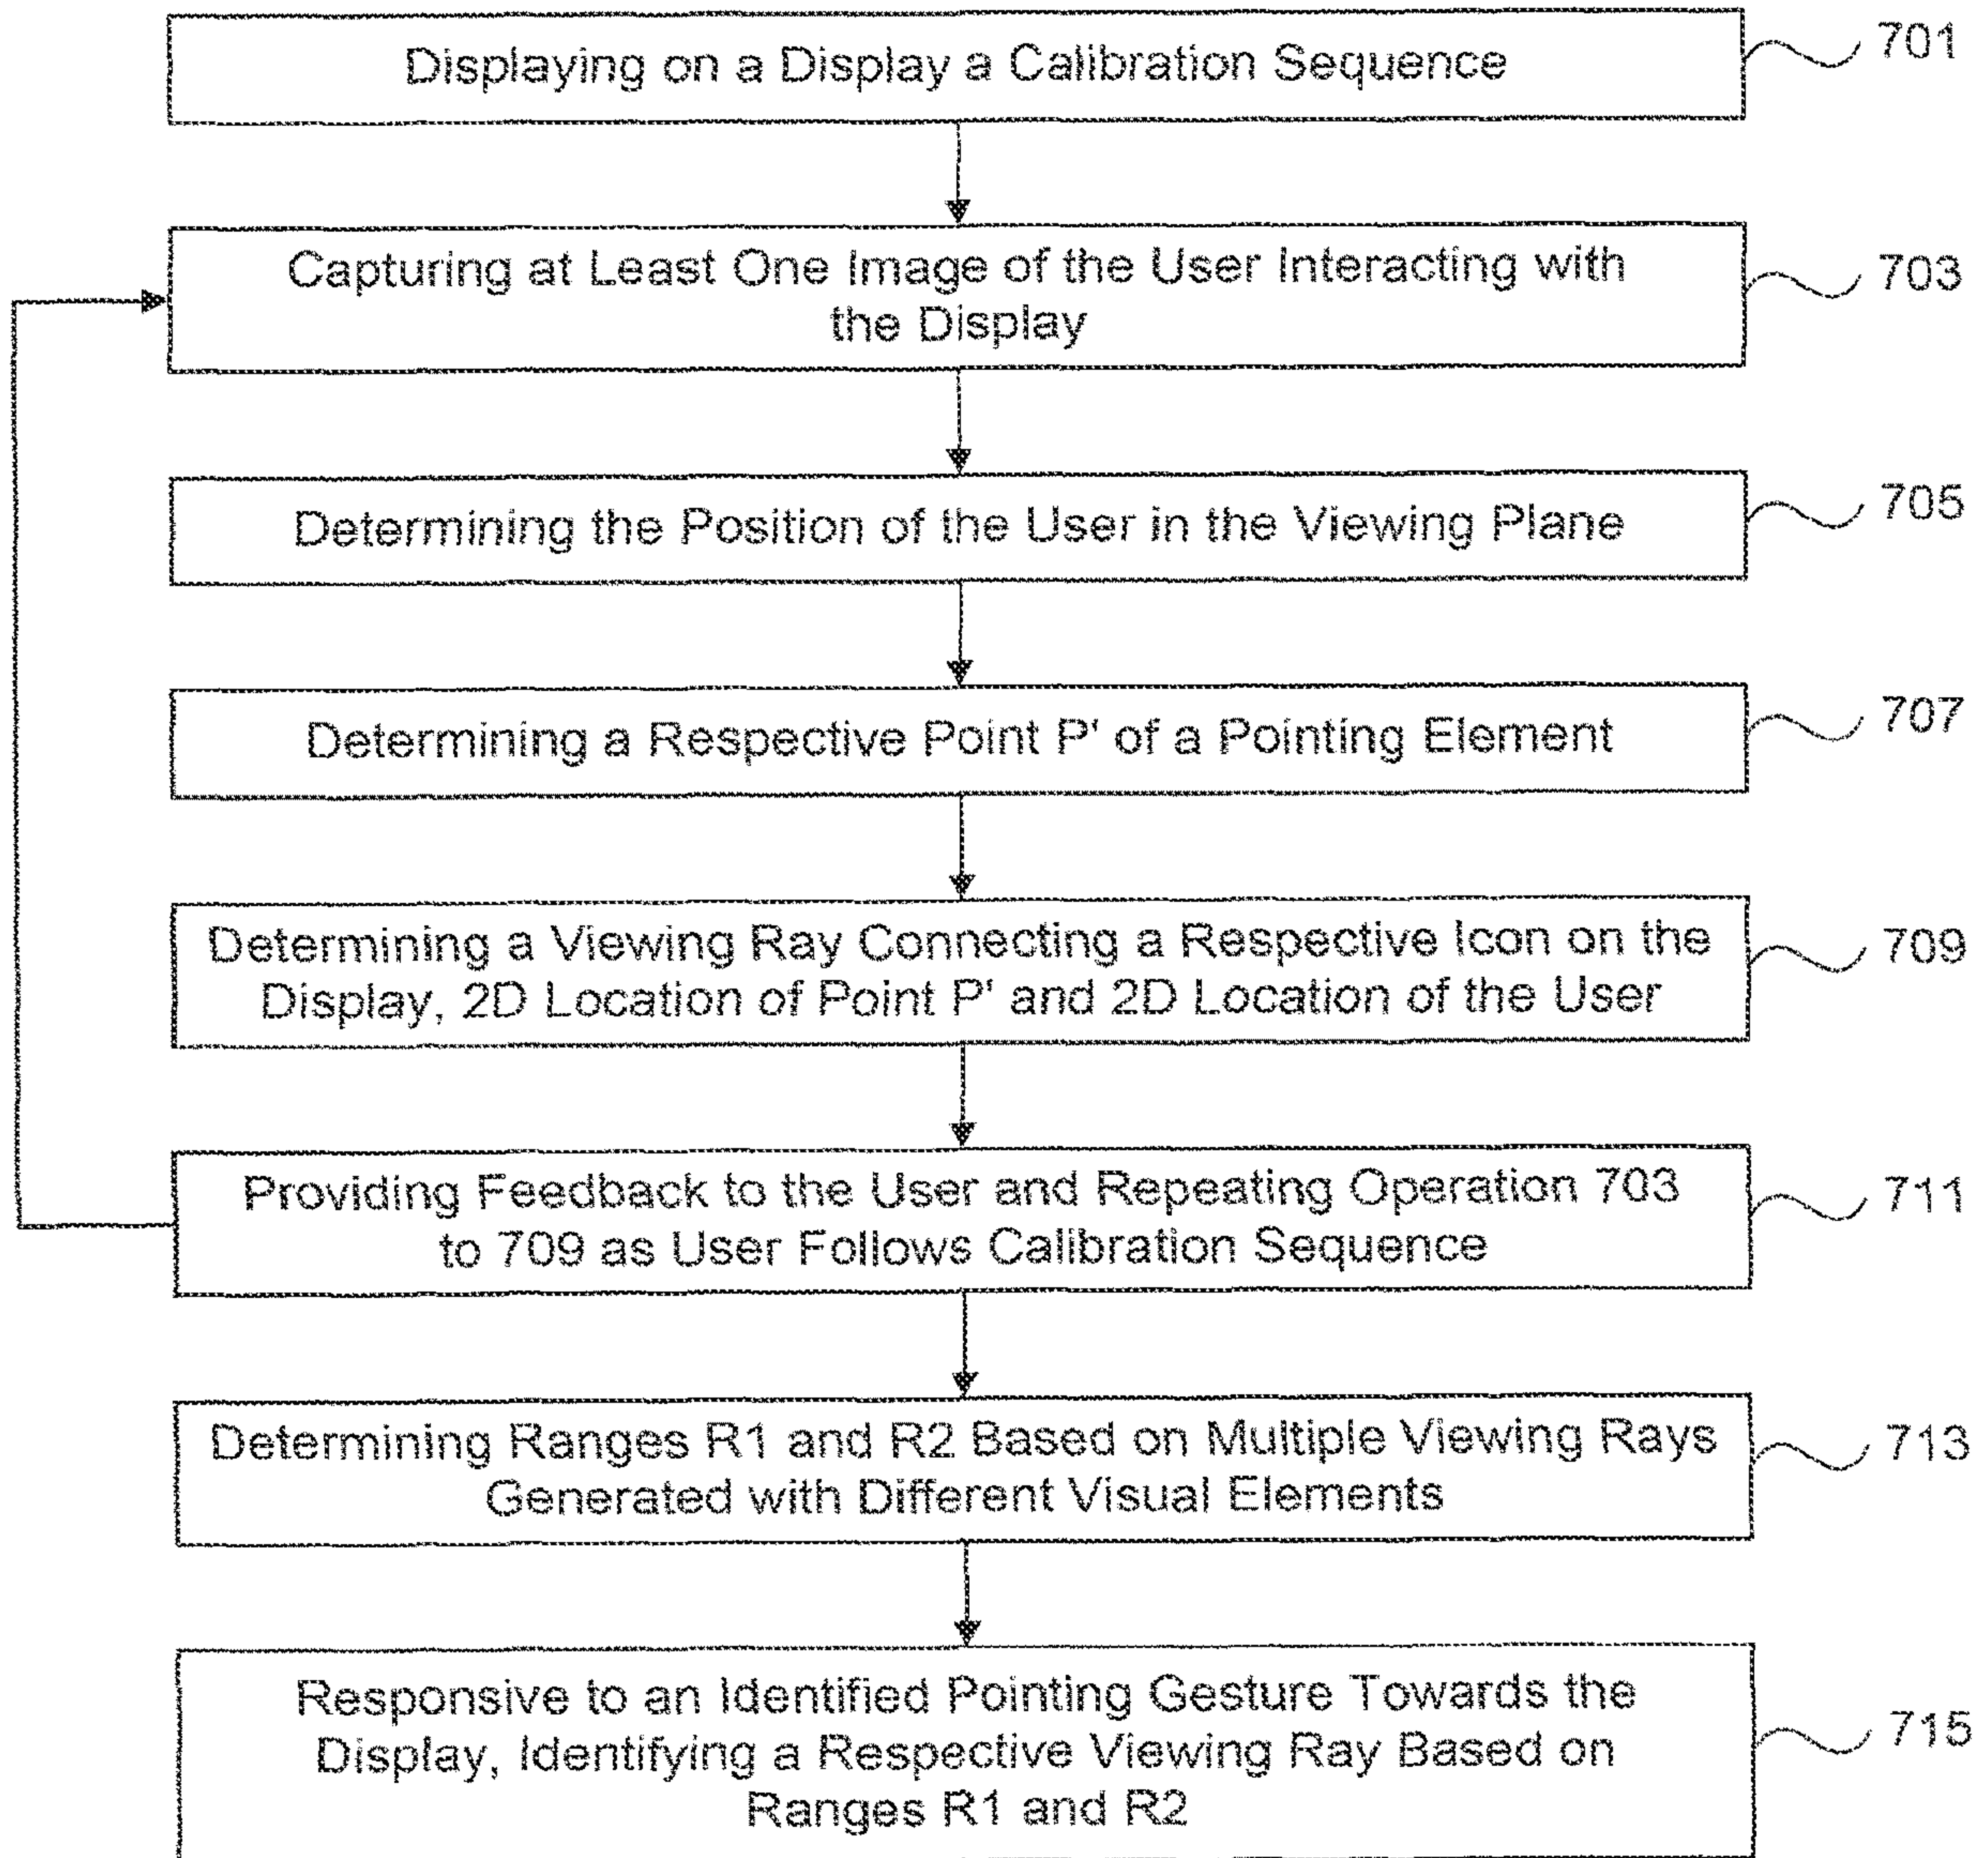 Displaying on a Display a Calibration Sequence
701
Capturing at Least One Image of the User Interacting with
the Display
703
Determining the Position of the User in the Viewing Plane
705
Determining a Respective Point P' of a Pointing Element
707
Determining a Viewing Ray Connecting a Respective Icon on the
Display, 2D Location of Point P' and 2D Location of the User
709
Providing Feedback to the User and Repeating Operation 703
to 709 as User Follows Calibration Sequence
711
Determining Ranges R1 and R2 Based on Multiple Viewing Rays
Generated with Different Visual Elements
713
Responsive to an Identified Pointing Gesture Towards the
Display, Identifying a Respective Viewing Ray Based on
Ranges R1 and R2
715